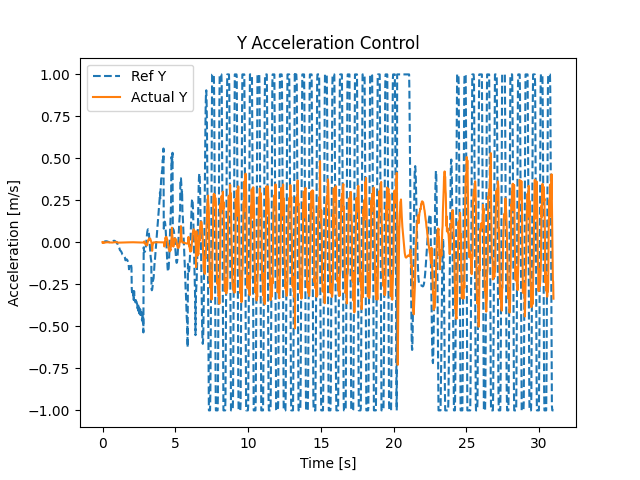 Y Acceleration Control
Ref Y
Actual Y
1.00
0.75
0.50
0.25
0.00
−0.25
−0.50
−0.75
−1.00
Acceleration [m/s]
0 5 10 15 20 25 30
Time [s]